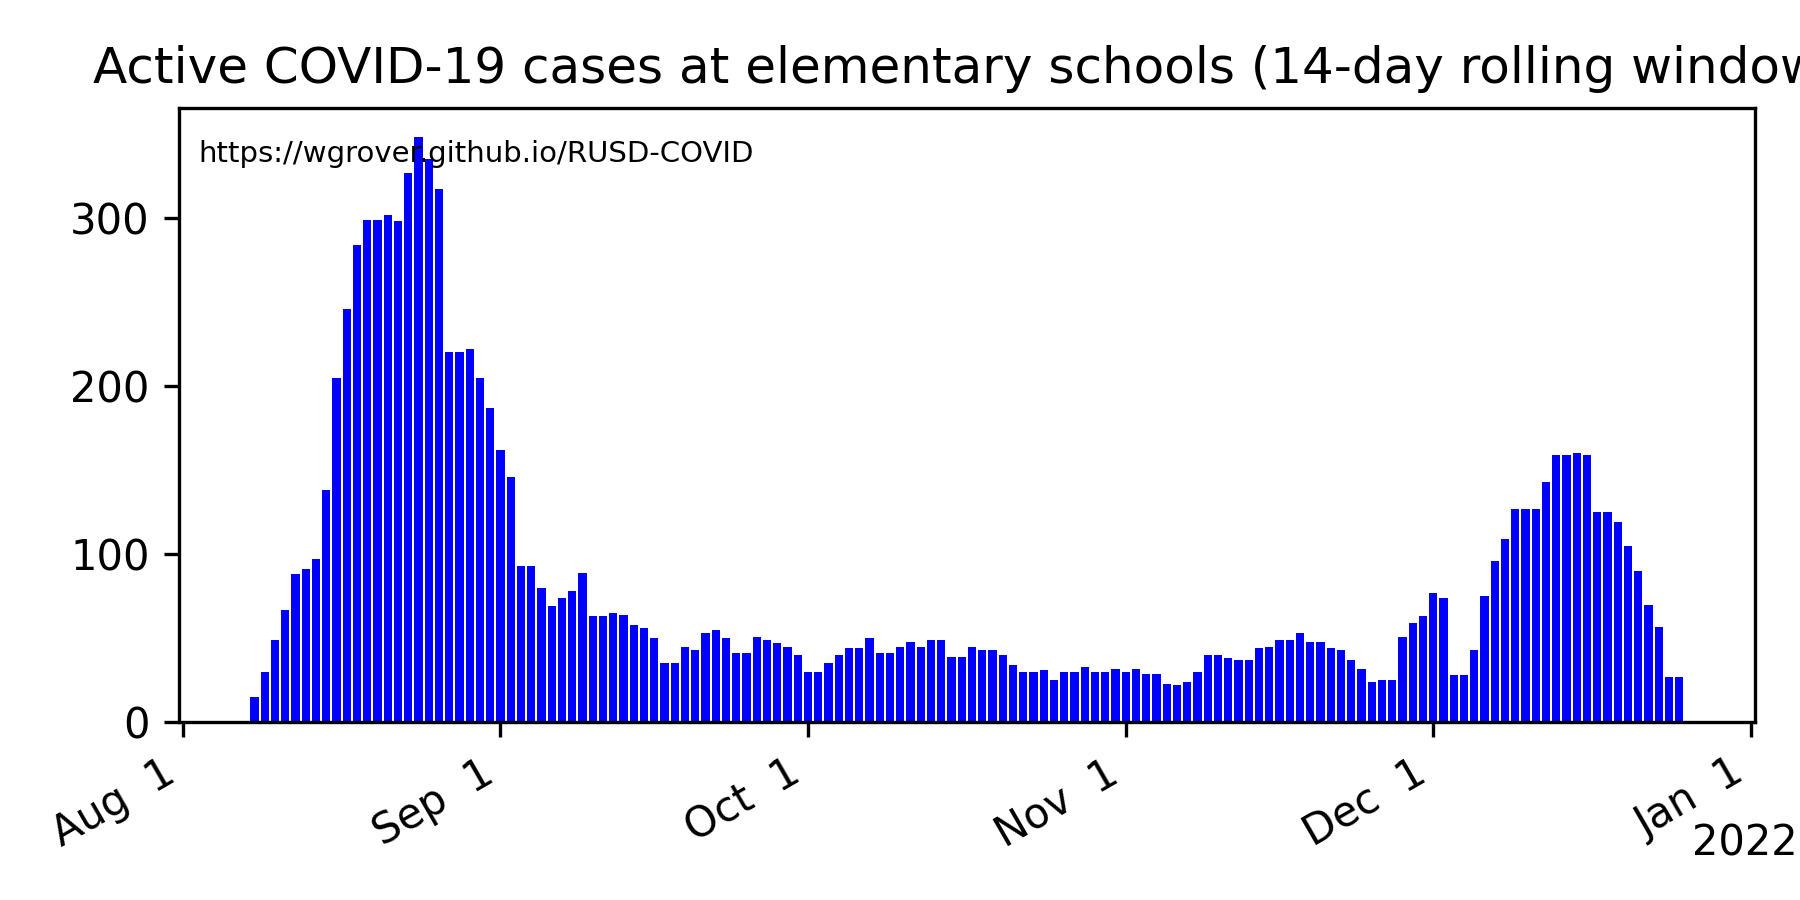 Active COVID-19 cases at elementary schools (14-day rolling window
https://wgrover.github.io/RUSD-COVID
300
200
100
0
Aug 1
Sep 1
Oct 1
Nov 1
Dec 1
Jan 1
2022